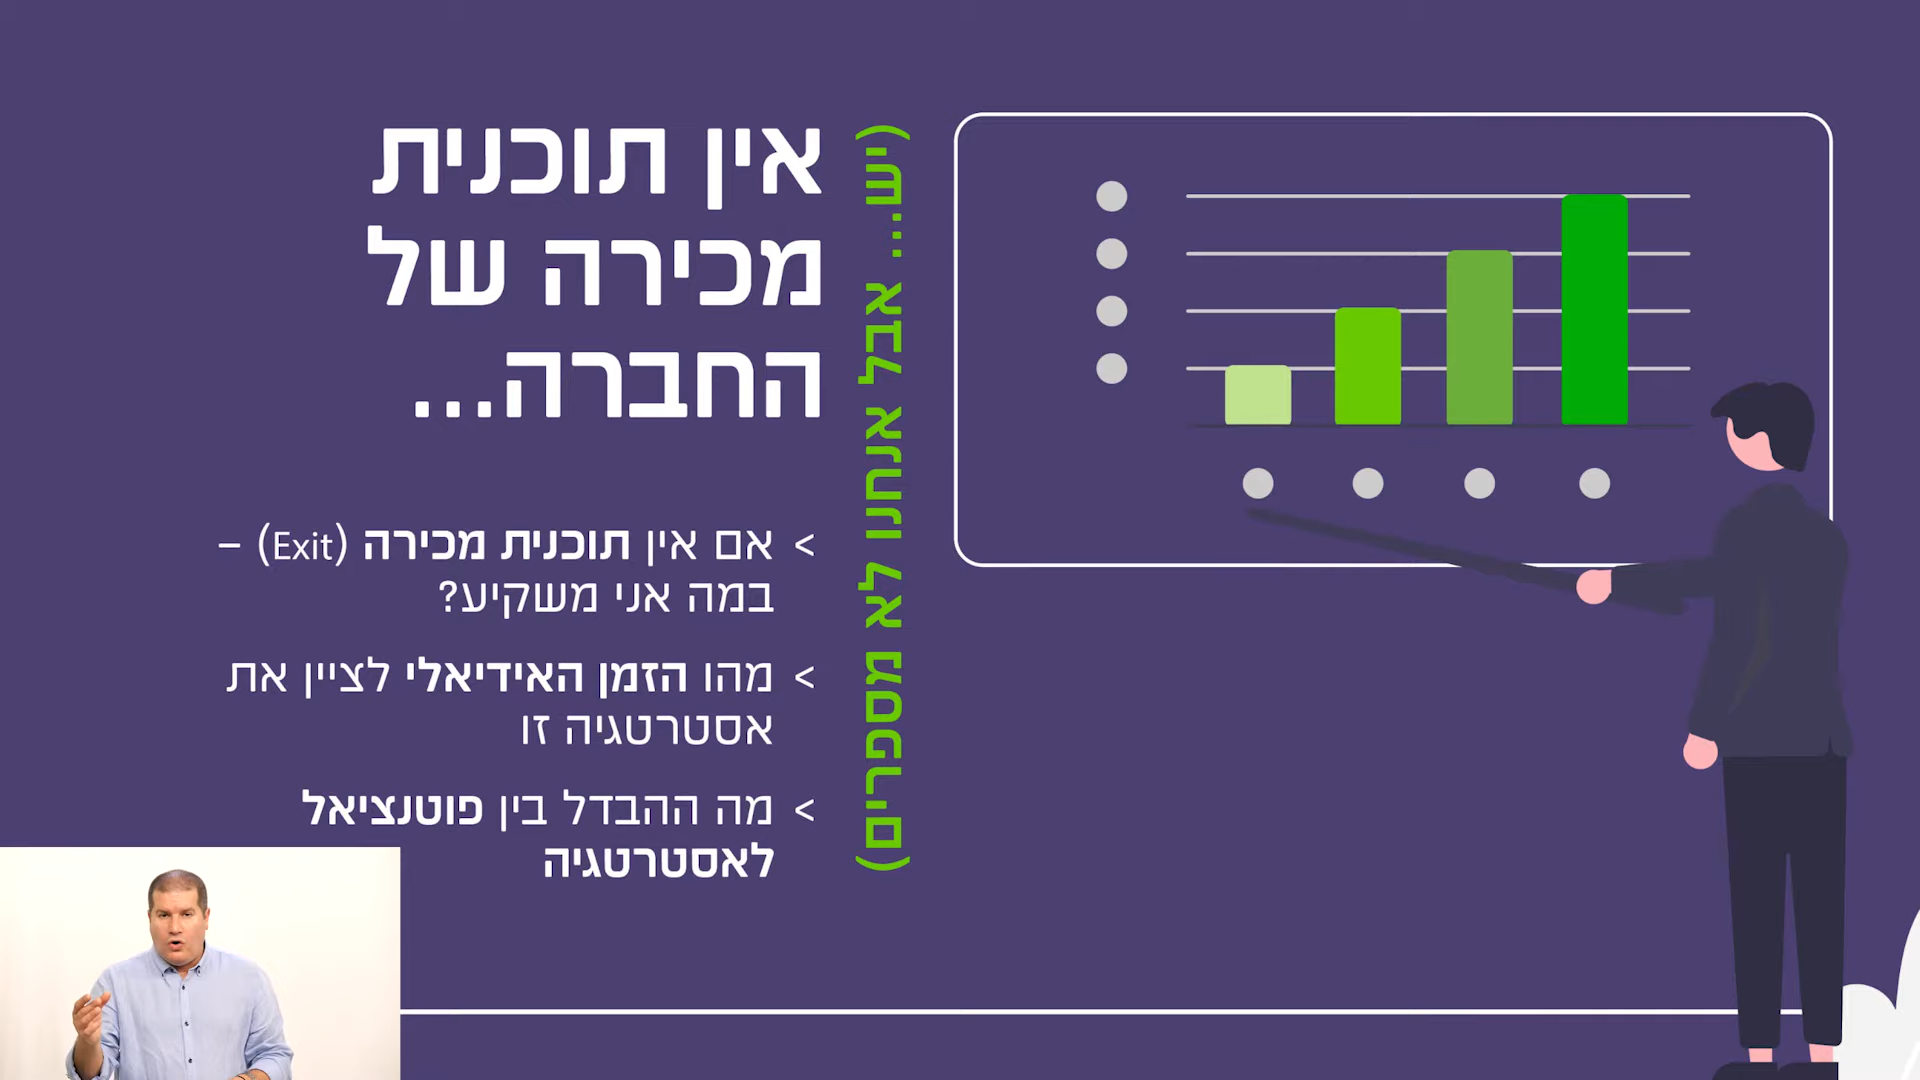 אין תוכנית
מכירה של
החברה...
(יש... אבל אנחנו לא מספרים)
> אם אין תוכנית מכירה (Exit) –
במה אני משקיע?
> מהו הזמן האידיאלי לציין את
אסטרטגיה זו
> מה ההבדל בין פוטנציאל
לאסטרטגיה